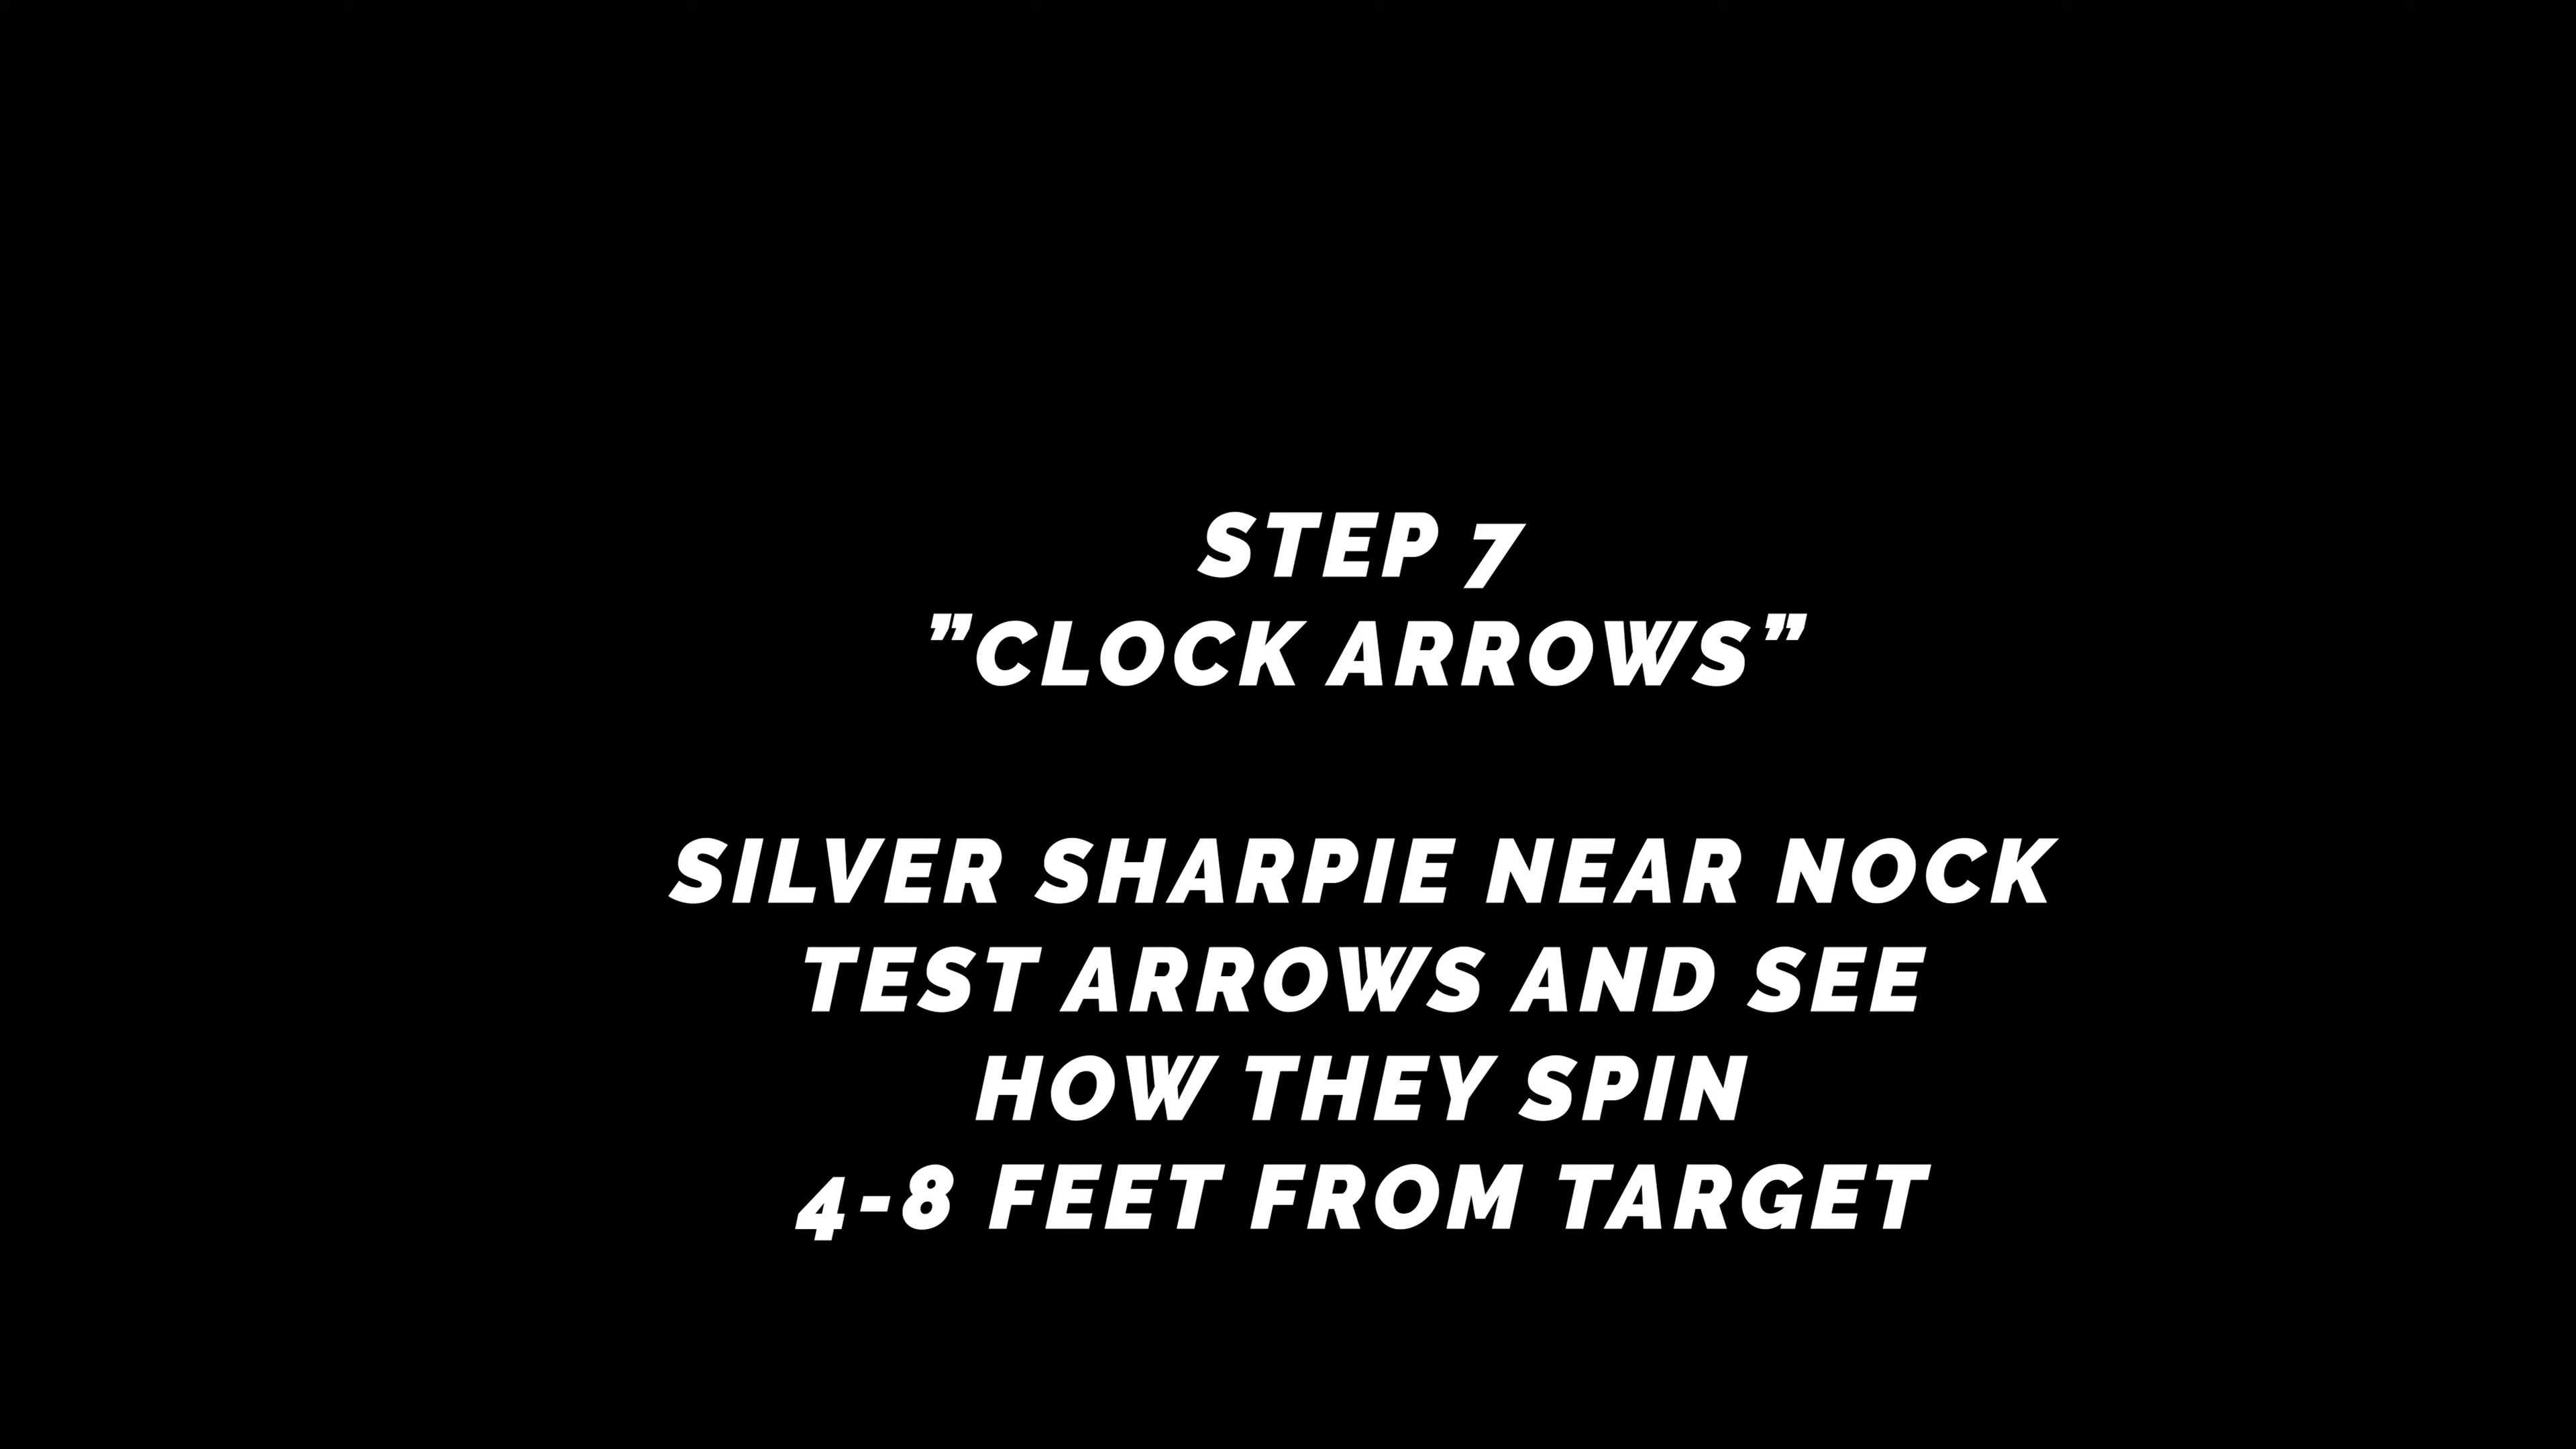 STEP 7
”CLOCK ARROWS”
SILVER SHARPIE NEAR NOCK
TEST ARROWS AND SEE
HOW THEY SPIN
4-8 FEET FROM TARGET